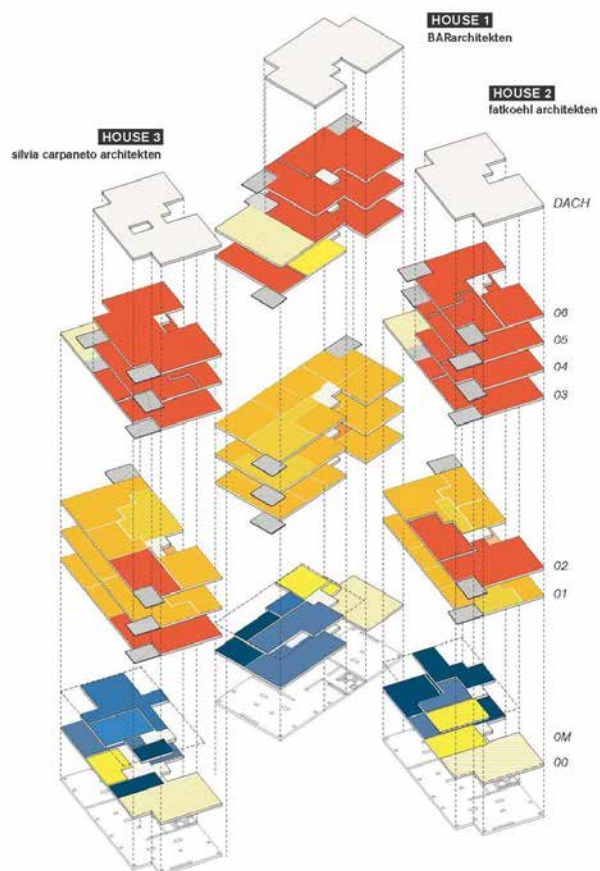 HOUSE 1
BARarchitekten
HOUSE 2
fatkoehl architekten
HOUSE 3
silvia carpaneto architekten
DACH
06
05
04
03
02
01
0M
00